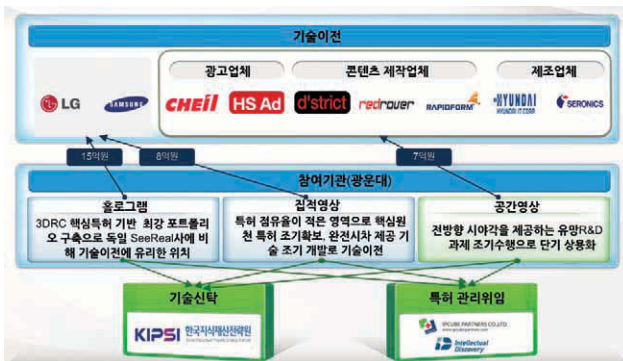 기술이전
광고업체
콘텐츠 제작업체
제조업체
LG
SAMSUNG
CHEIL
HS Ad
d'strict
redrover
RAPIDFORM
HYUNDAI
HYUNDAI IT CORP.
SERONICS
15억원
8억원
7억원
참여기관(광운대)
홀로그램
3DRC 핵심특허 기반 최강 포트폴리
오 구축으로 독일 SeeReal사에 비
해 기술이전에 유리한 위치
집적영상
특허 점유율이 적은 영역으로 핵심원
천 특허 조기확보, 완전시차 제공 기
술 조기 개발로 기술이전
공간영상
전방향 시야각을 제공하는 유망R&D
과제 조기수행으로 단기 상용화
기술신탁
KIPSI 한국지식재산전략원
특허 관리위임
IPCUBE PARTNERS CO.,LTD.
Intellectual
Discovery